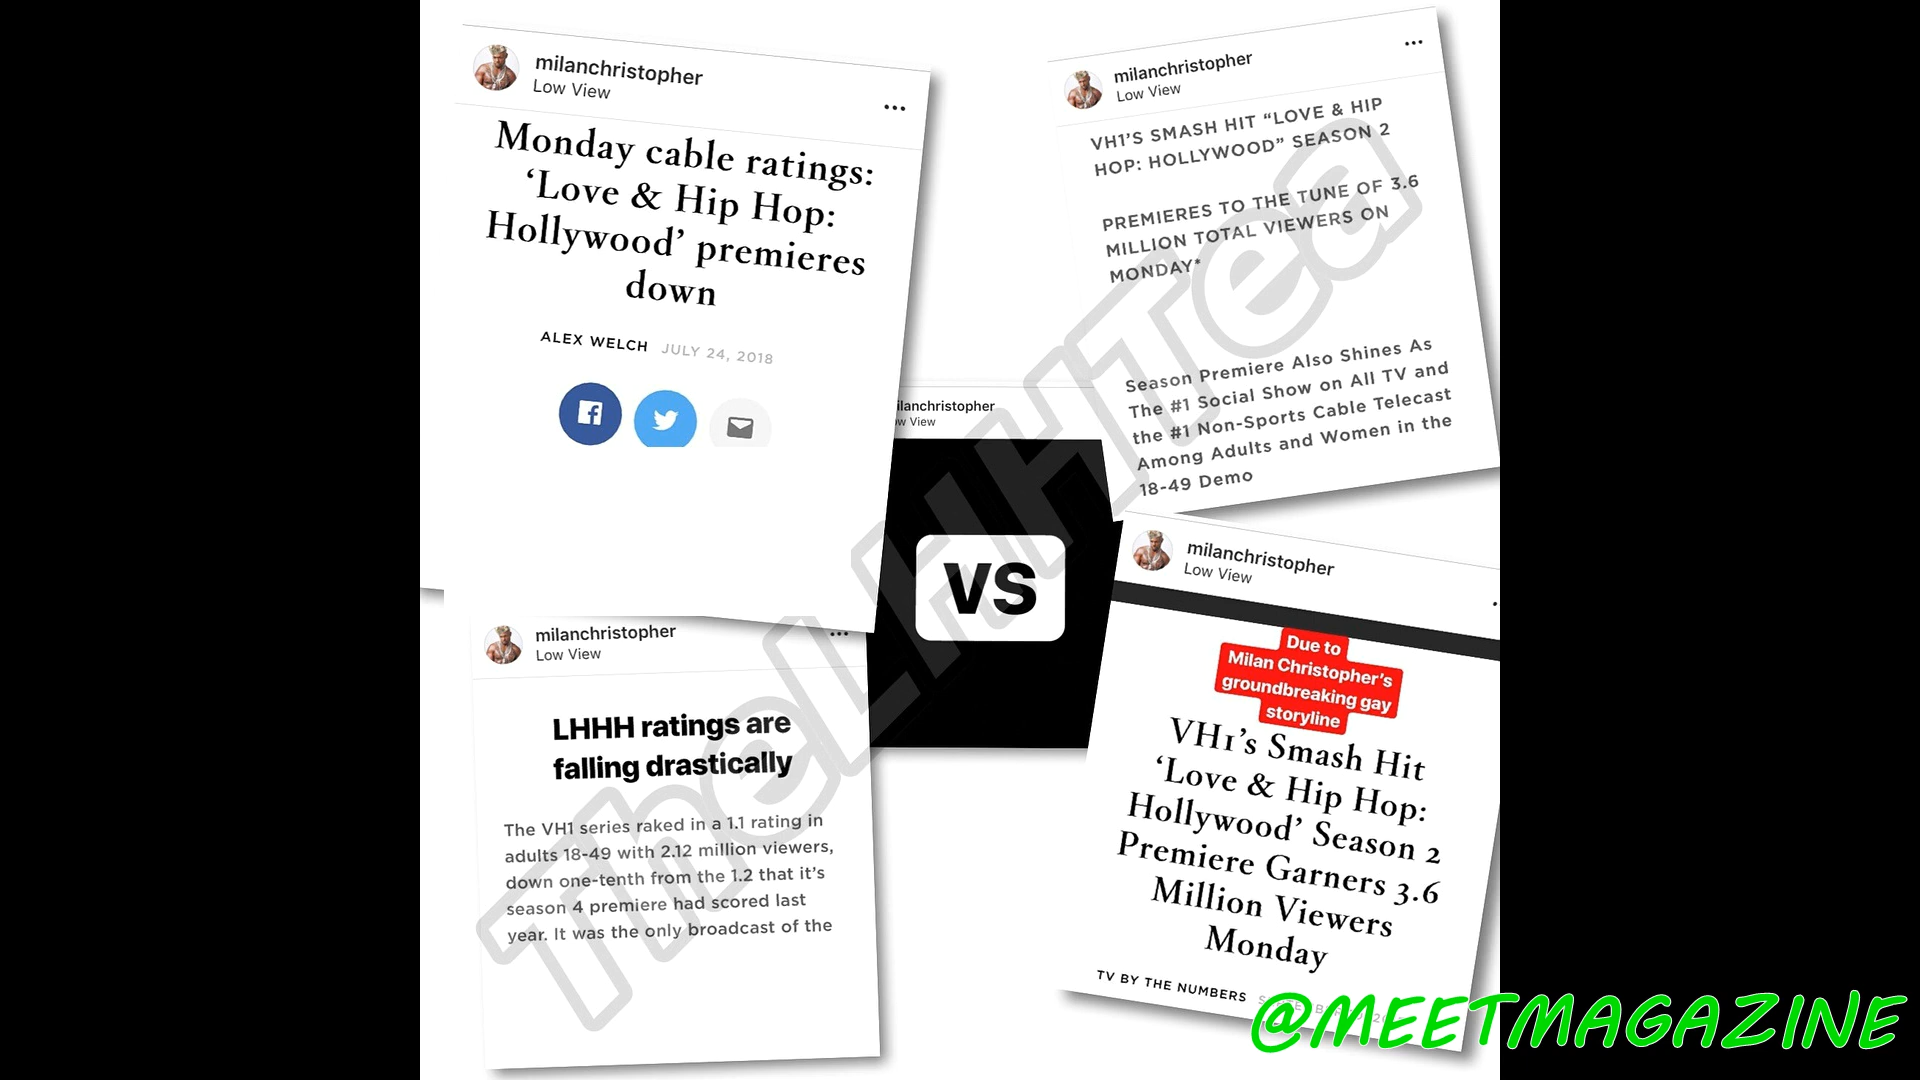 milanchristopher
Low View
Monday cable ratings:
‘Love & Hip Hop:
Hollywood’ premieres
down
ALEX WELCH JULY 24, 2018
milanchristopher
Low View
VH1’S SMASH HIT “LOVE & HIP
HOP: HOLLYWOOD” SEASON 2
PREMIERES TO THE TUNE OF 3.6
MILLION TOTAL VIEWERS ON
MONDAY*
Season Premiere Also Shines As
The #1 Social Show on All TV and
the #1 Non-Sports Cable Telecast
Among Adults and Women in the
18-49 Demo
ilanchristopher
ow View
VS
milanchristopher
Low View
LHHH ratings are
falling drastically
The VH1 series raked in a 1.1 rating in
adults 18-49 with 2.12 million viewers,
down one-tenth from the 1.2 that it’s
season 4 premiere had scored last
year. It was the only broadcast of the
milanchristopher
Low View
Due to
Milan Christopher’s
groundbreaking gay
storyline
VH1’s Smash Hit
‘Love & Hip Hop:
Hollywood’ Season 2
Premiere Garners 3.6
Million Viewers
Monday
TV BY THE NUMBERS
TheLHHTea
@MEETMAGAZINE